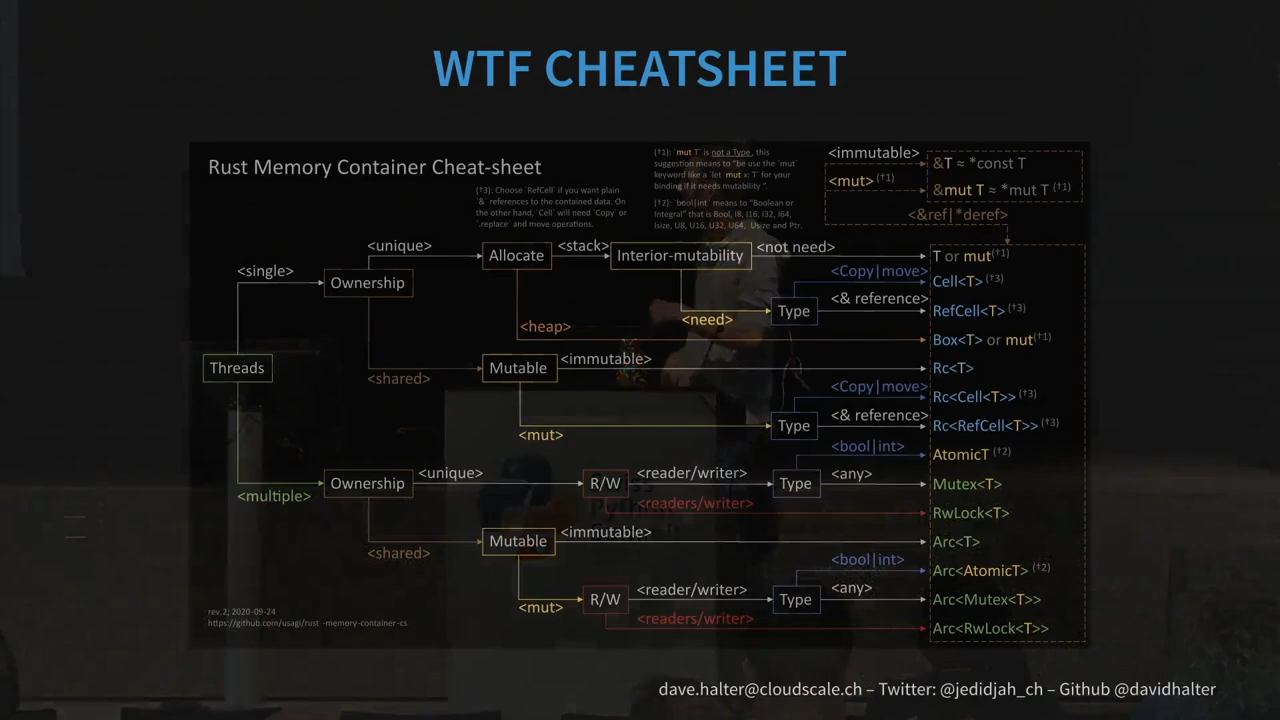 WTF CHEATSHEET
Rust Memory Container Cheat-sheet
(†3): Choose `RefCell` if you want plain
`&` references to the contained data. On
the other hand, `Cell` will need `Copy` or
`.replace` and move operations.
(†1): `mut T` is not a Type , this
suggestion means to "be use the `mut`
keyword like a `let mut x: T` for your
binding if it needs mutability ".
(†2): `bool|int` means to "Boolean or
Integral" that is Bool, I8, I16, I32, I64,
Isize, U8, U16, U32, U64, Usize and Ptr.
<immutable>
&T ≈ *const T
<mut> (†1)
&mut T ≈ *mut T (†1)
<&ref|*deref>
<unique>
Allocate
<stack>
Interior-mutability
<not need>
T or mut(†1)
<single>
Ownership
<Copy|move>
Cell<T> (†3)
<need>
Type
<& reference>
RefCell<T> (†3)
<heap>
Box<T> or mut(†1)
Threads
<shared>
Mutable
<immutable>
Rc<T>
<Copy|move>
Rc<Cell<T>> (†3)
<mut>
Type
<& reference>
Rc<RefCell<T>> (†3)
<bool|int>
AtomicT (†2)
<multiple>
Ownership
<unique>
R/W
<reader/writer>
Type
<any>
Mutex<T>
<readers/writer>
RwLock<T>
<shared>
Mutable
<immutable>
Arc<T>
<bool|int>
Arc<AtomicT> (†2)
<mut>
R/W
<reader/writer>
Type
<any>
Arc<Mutex<T>>
<readers/writer>
Arc<RwLock<T>>
rev.2; 2020-09-24
https://github.com/usagi/rust -memory-container-cs
dave.halter@cloudscale.ch – Twitter: @jedidjah_ch – Github @davidhalter